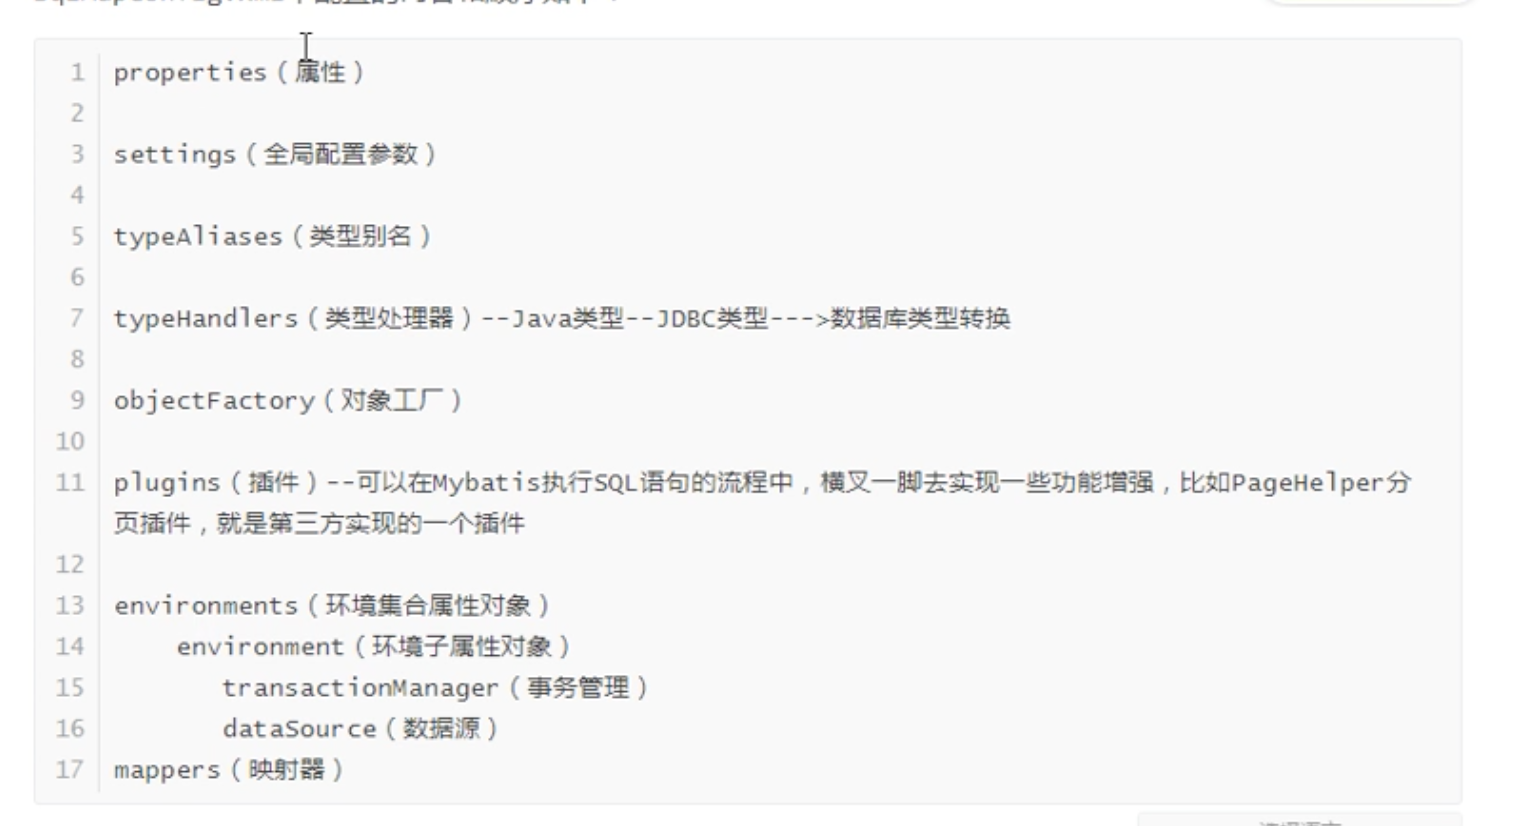 1 properties（属性）
2
3 settings（全局配置参数）
4
5 typeAliases（类型别名）
6
7 typeHandlers（类型处理器）--Java类型--JDBC类型--->数据库类型转换
8
9 objectFactory（对象工厂）
10
11 plugins（插件）--可以在Mybatis执行SQL语句的流程中，横叉一脚去实现一些功能增强，比如PageHelper分
页插件，就是第三方实现的一个插件
12
13 environments（环境集合属性对象）
14 environment（环境子属性对象）
15 transactionManager（事务管理）
16 dataSource（数据源）
17 mappers（映射器）